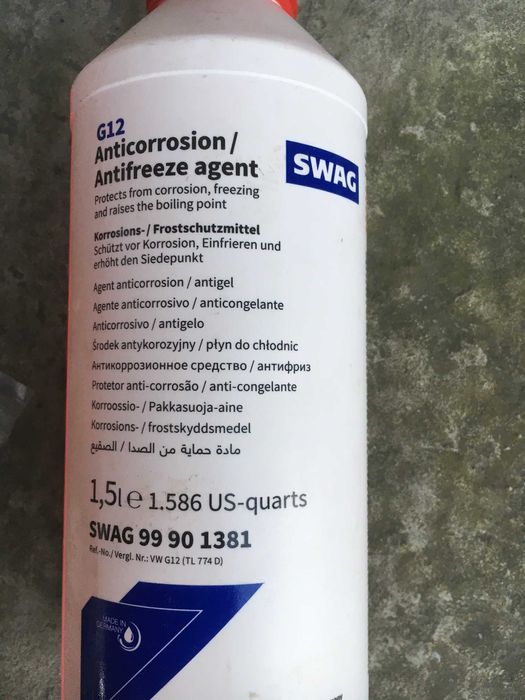 G12
Anticorrosion /
Antifreeze agent
SWAG
Protects from corrosion, freezing
and raises the boiling point
Korrosions- / Frostschutzmittel
Schützt vor Korrosion, Einfrieren und
erhöht den Siedepunkt
Agent anticorrosion / antigel
Agente anticorrosivo / anticongelante
Anticorrosivo / antigelo
Środek antykorozyjny / płyn do chłodnic
Антикоррозионное средство / антифриз
Protetor anti-corrosão / anti-congelante
Korroossio- / Pakkasuoja-aine
Korrosions- / frostskyddsmedel
مادة حماية من الصدأ / الصقيع
1,5l e 1.586 US-quarts
SWAG 99 90 1381
Ref.-No./Vergl. Nr.: VW G12 (TL 774 D)
MADE IN
GERMANY